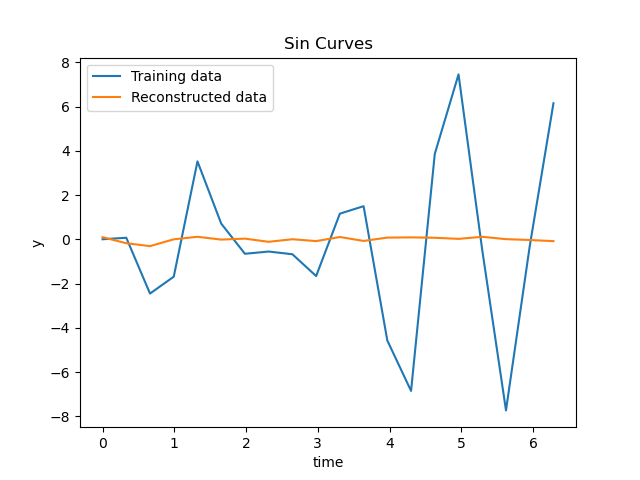 Sin Curves
Training data
Reconstructed data
8
6
4
2
0
−2
−4
−6
−8
y
0 1 2 3 4 5 6
time